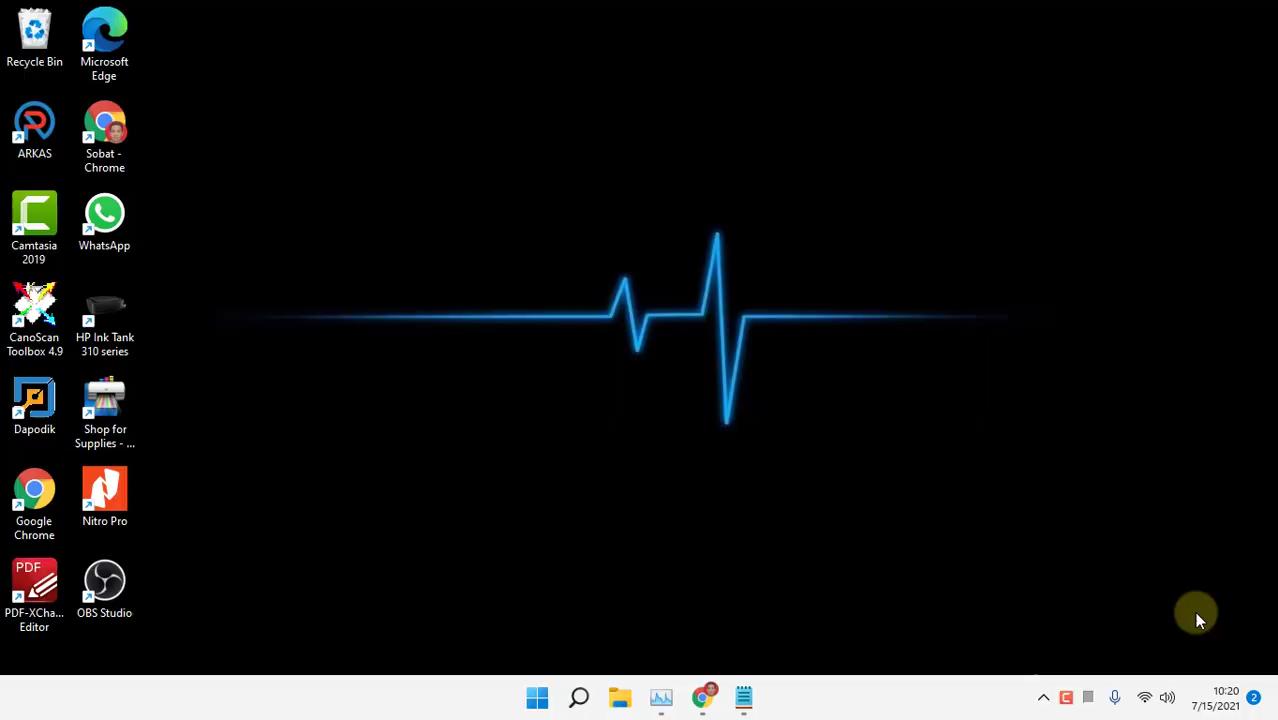 Recycle Bin
Microsoft
Edge
ARKAS
Sobat -
Chrome
Camtasia
2019
WhatsApp
CanoScan
Toolbox 4.9
HP Ink Tank
310 series
Dapodik
Shop for
Supplies - ...
Google
Chrome
Nitro Pro
PDF
PDF-XCha...
Editor
OBS Studio
10:20
7/15/2021
2